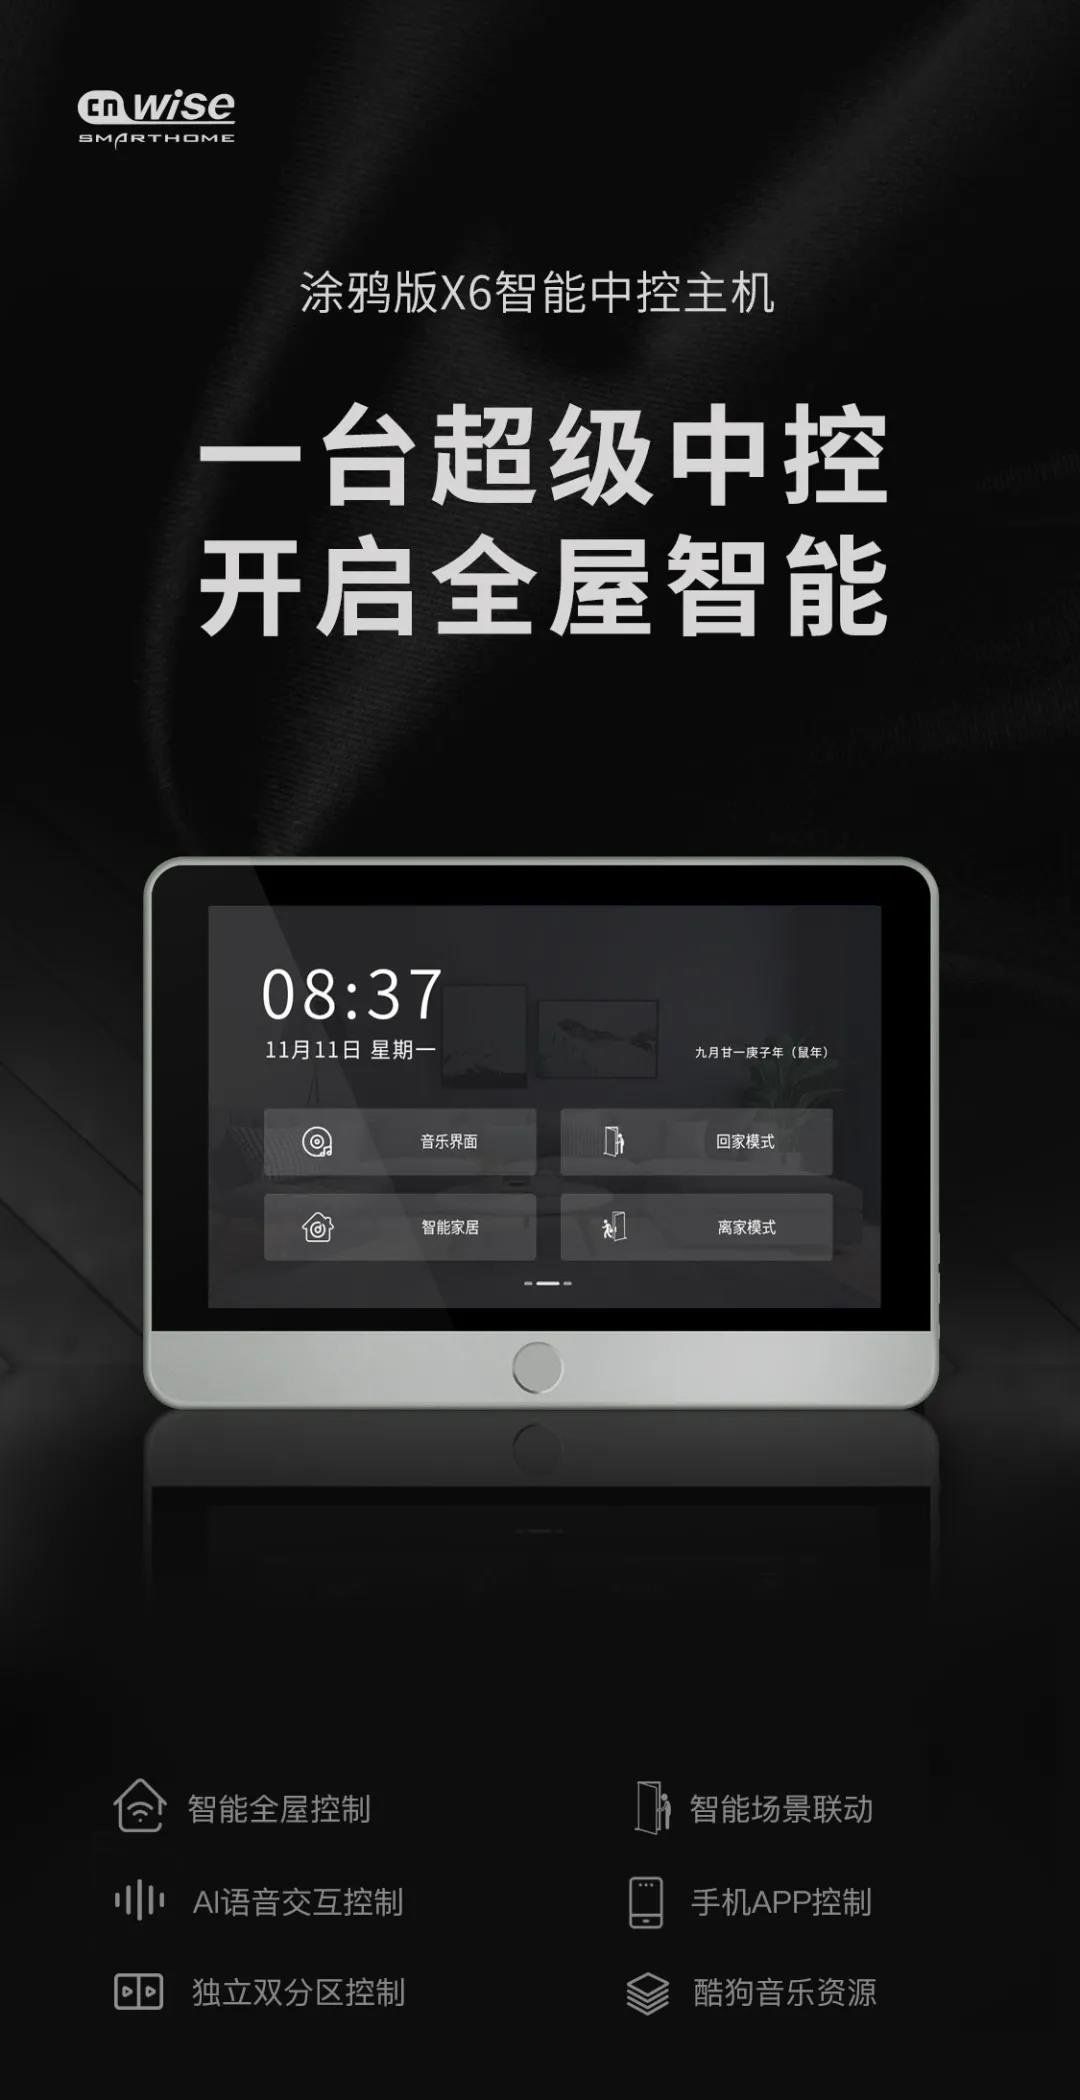 cnwise
SMARTHOME
涂鸦版X6智能中控主机
一台超级中控
开启全屋智能
08:37
11月11日 星期一
九月廿一庚子年（鼠年）
音乐界面
回家模式
智能家居
离家模式
智能全屋控制
智能场景联动
AI语音交互控制
手机APP控制
独立双分区控制
酷狗音乐资源